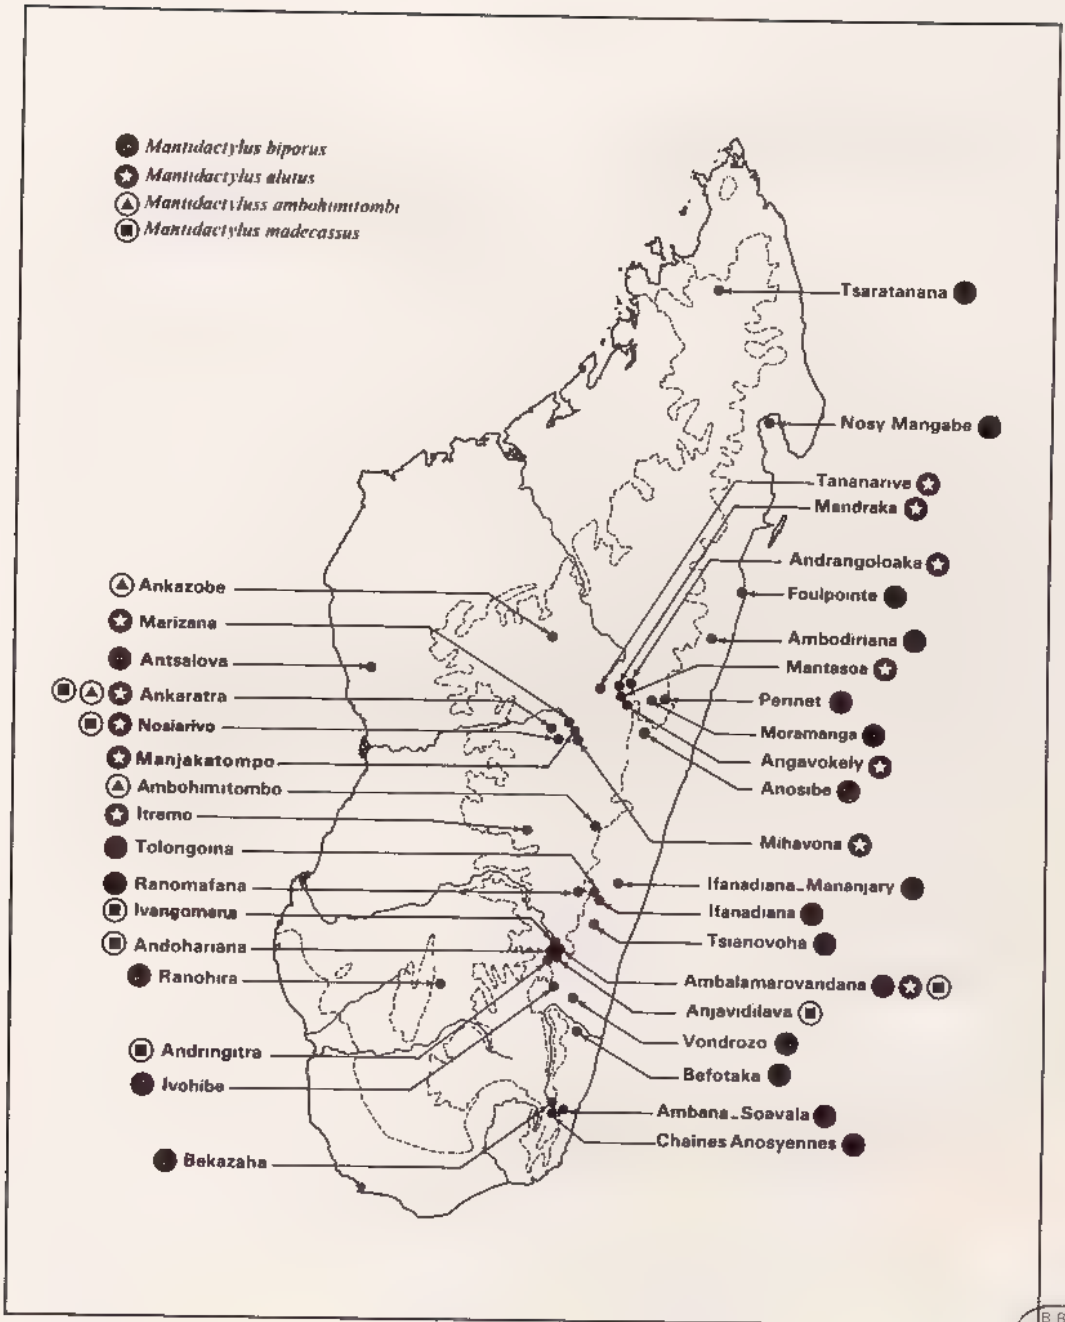 Mantidactylus biporus
Mantidactylus alutus
Mantidactyluss ambohimitombi
Mantidactylus madecassus
Tsaratanana
Nosy Mangabe
Tananarive
Mandraka
Andrangoloaka
Foulpointe
Ambodiriana
Mantasoa
Perinet
Moramanga
Angavokely
Anosibe
Mihavona
Ifanadiana_Mananjary
Ifanadiana
Tsianovoha
Ambalamarovandana
Anjavidilava
Vondrozo
Befotaka
Ambana_Soavala
Chaines Anosyennes
Ankazobe
Marizana
Antsalova
Ankaratra
Nosiarivo
Manjakatompo
Ambohimitombo
Itremo
Tolongoina
Ranomafana
Ivangomena
Andohariana
Ranohira
Andringitra
Ivohibe
Bekazaha